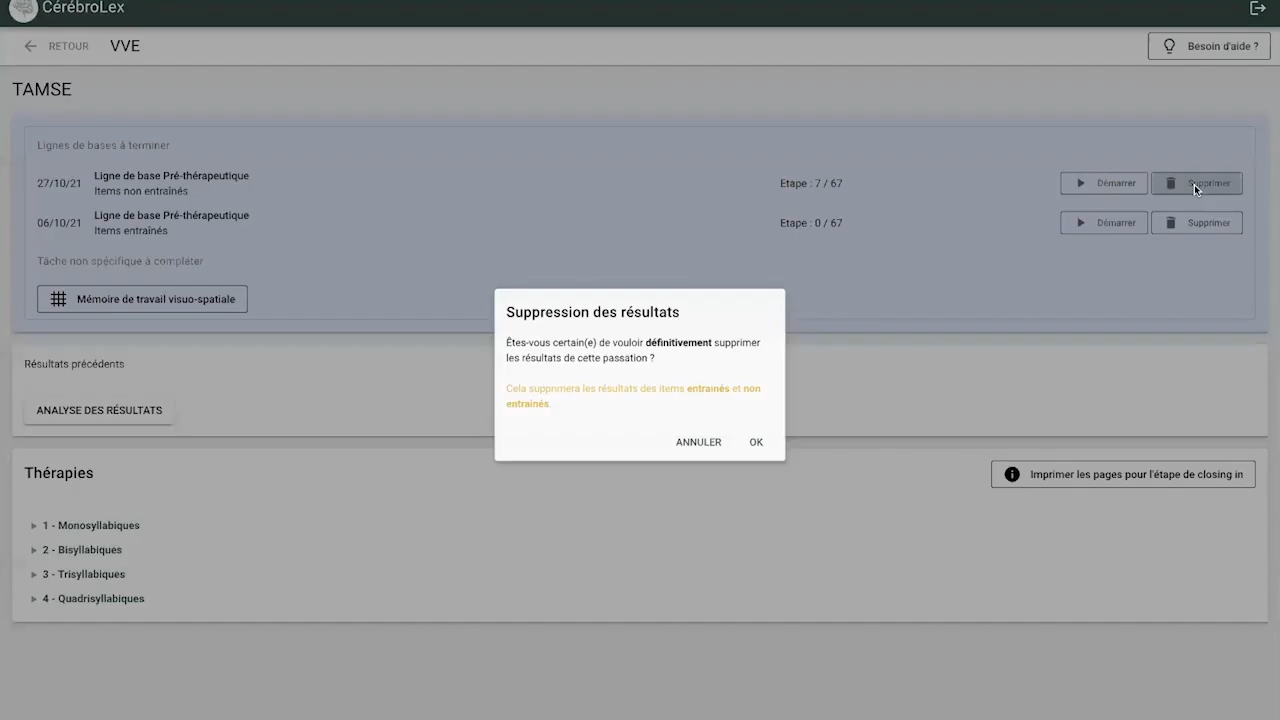 CérébroLex
RETOUR VVE
Besoin d'aide ?
TAMSE
Lignes de bases à terminer
27/10/21 Ligne de base Pré-thérapeutique
Items non entraînés
Etape : 7 / 67
Démarrer Supprimer
06/10/21 Ligne de base Pré-thérapeutique
Items entraînés
Etape : 0 / 67
Démarrer Supprimer
Tâche non spécifique à compléter
Mémoire de travail visuo-spatiale
Suppression des résultats
Êtes-vous certain(e) de vouloir définitivement supprimer
les résultats de cette passation ?
Cela supprimera les résultats des items entrainés et non
entrainés.
ANNULER OK
Résultats précédents
ANALYSE DES RÉSULTATS
Thérapies
Imprimer les pages pour l'étape de closing in
1 - Monosyllabiques
2 - Bisyllabiques
3 - Trisyllabiques
4 - Quadrisyllabiques